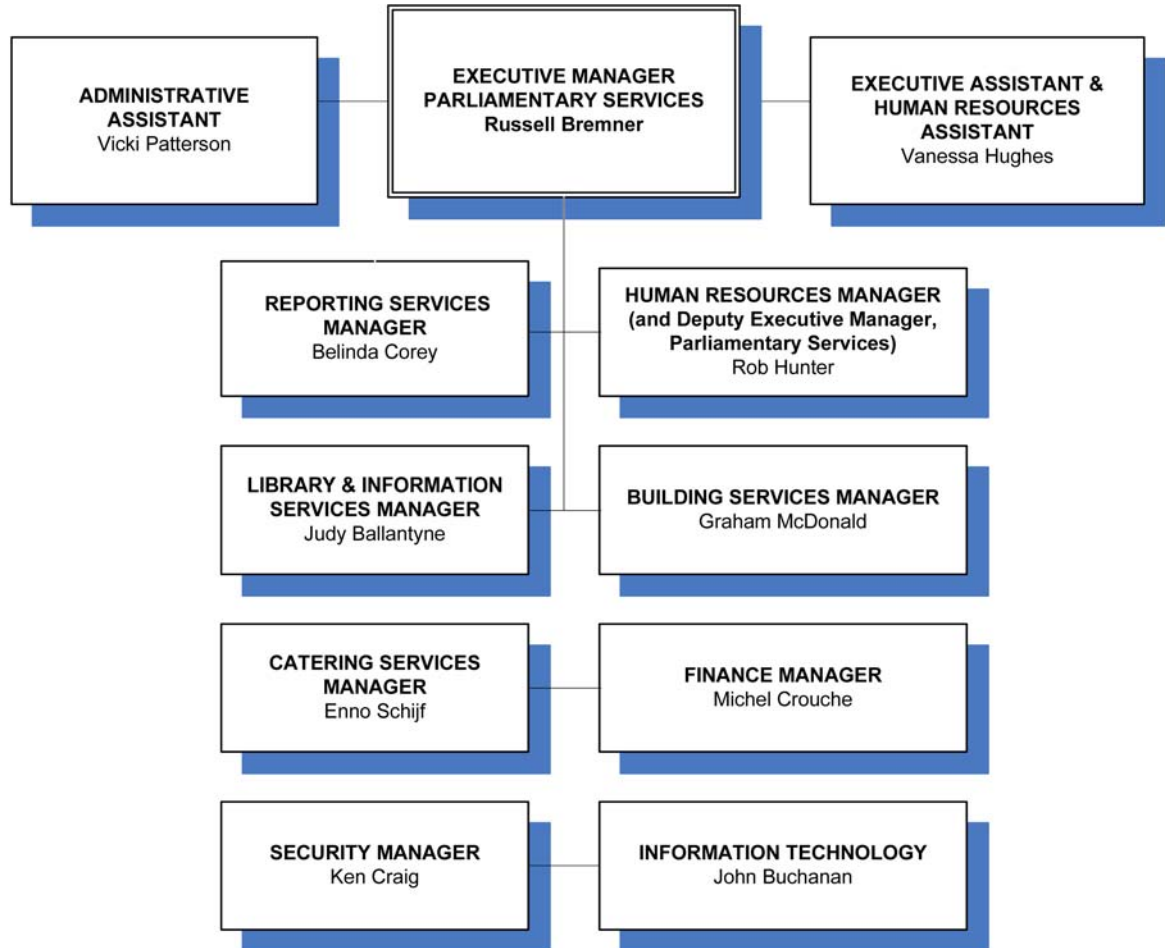 ADMINISTRATIVE
ASSISTANT
Vicki Patterson
EXECUTIVE MANAGER
PARLIAMENTARY SERVICES
Russell Bremner
EXECUTIVE ASSISTANT &
HUMAN RESOURCES
ASSISTANT
Vanessa Hughes
REPORTING SERVICES
MANAGER
Belinda Corey
HUMAN RESOURCES MANAGER
(and Deputy Executive Manager,
Parliamentary Services)
Rob Hunter
LIBRARY & INFORMATION
SERVICES MANAGER
Judy Ballantyne
BUILDING SERVICES MANAGER
Graham McDonald
CATERING SERVICES
MANAGER
Enno Schijf
FINANCE MANAGER
Michel Crouche
SECURITY MANAGER
Ken Craig
INFORMATION TECHNOLOGY
John Buchanan